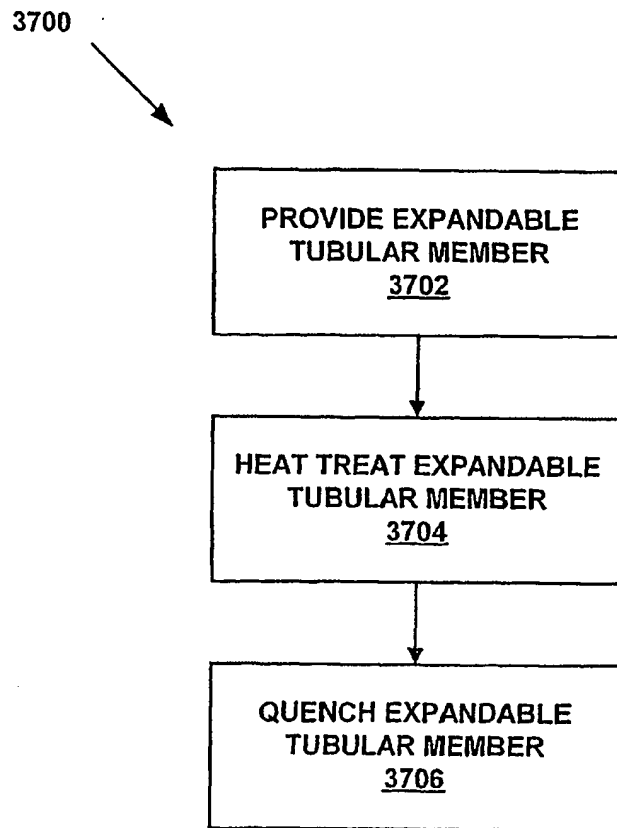 3700
PROVIDE EXPANDABLE
TUBULAR MEMBER
3702
HEAT TREAT EXPANDABLE
TUBULAR MEMBER
3704
QUENCH EXPANDABLE
TUBULAR MEMBER
3706